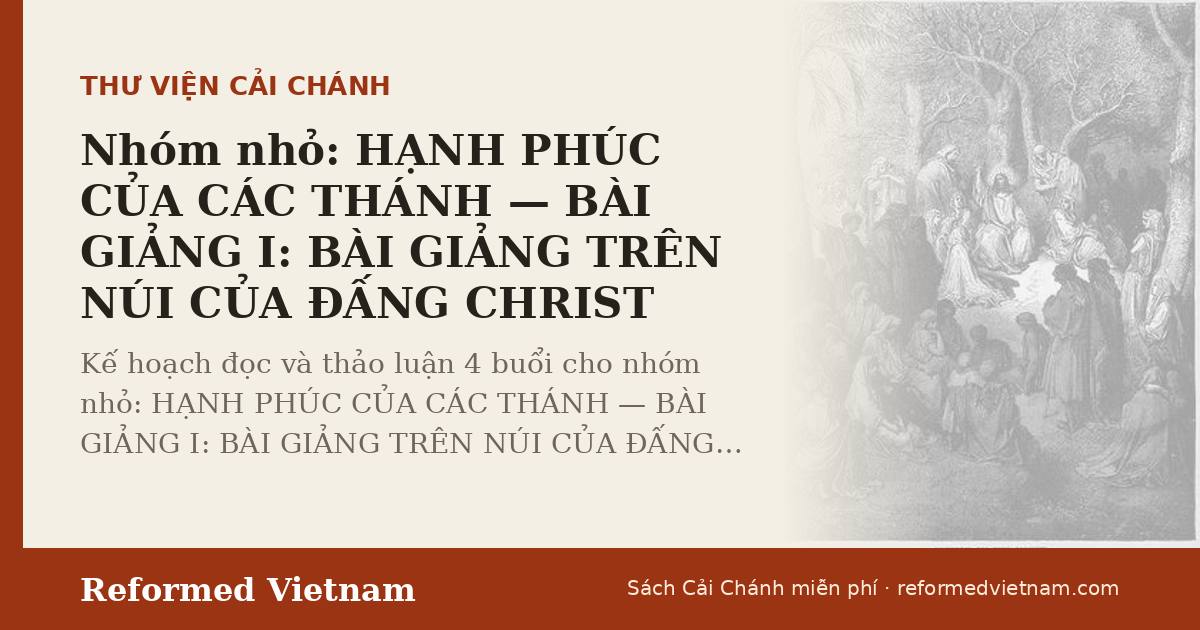 THƯ VIỆN CẢI CHÁNH
Nhóm nhỏ: HẠNH PHÚC
CỦA CÁC THÁNH — BÀI
GIẢNG I: BÀI GIẢNG TRÊN
NÚI CỦA ĐẤNG CHRIST
Kế hoạch đọc và thảo luận 4 buổi cho nhóm
nhỏ: HẠNH PHÚC CỦA CÁC THÁNH — BÀI
GIẢNG I: BÀI GIẢNG TRÊN NÚI CỦA ĐẤNG...
Reformed Vietnam
Sách Cải Chánh miễn phí · reformedvietnam.com